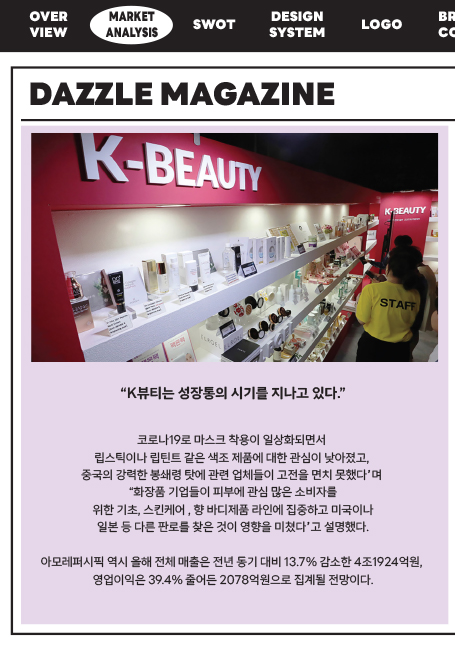 OVER
VIEW
MARKET
ANALYSIS
SWOT
DESIGN
SYSTEM
LOGO
BR
CO
DAZZLE MAGAZINE
K-BEAUTY
K-BEAUTY
STAFF
“K뷰티는 성장통의 시기를 지나고 있다.”
코로나19로 마스크 착용이 일상화되면서
립스틱이나 립틴트 같은 색조 제품에 대한 관심이 낮아졌고,
중국의 강력한 봉쇄령 탓에 관련 업체들이 고전을 면치 못했다’며
“화장품 기업들이 피부에 관심 많은 소비자를
위한 기초, 스킨케어 , 향 바디제품 라인에 집중하고 미국이나
일본 등 다른 판로를 찾은 것이 영향을 미쳤다’고 설명했다.
아모레퍼시픽 역시 올해 전체 매출은 전년 동기 대비 13.7% 감소한 4조1924억원,
영업이익은 39.4% 줄어든 2078억원으로 집계될 전망이다.